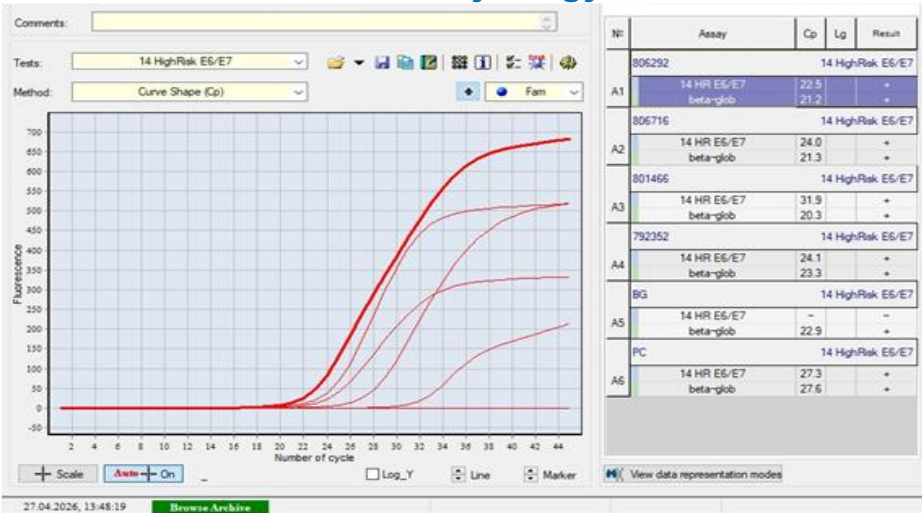 Comments:
Tests: 14 HighRisk E6/E7
Method: Curve Shape (Cp) Fam
Fluorescence
700
650
600
550
500
450
400
350
300
250
200
150
100
50
0
-50
2 4 6 8 10 12 14 16 18 20 22 24 26 28 30 32 34 36 38 40 42 44
Number of cycle
Scale Auto On Log_Y Line Marker
№ Assay Cp Lg Result
806292 14 HighRisk E6/E7
A1
14 HR E6/E7 22.5 +
beta-glob 21.2 +
806716 14 HighRisk E6/E7
A2
14 HR E6/E7 24.0 +
beta-glob 21.3 +
801466 14 HighRisk E6/E7
A3
14 HR E6/E7 31.9 +
beta-glob 20.3 +
792352 14 HighRisk E6/E7
A4
14 HR E6/E7 24.1 +
beta-glob 23.3 +
BG 14 HighRisk E6/E7
A5
14 HR E6/E7 - -
beta-glob 22.9 +
PC 14 HighRisk E6/E7
A6
14 HR E6/E7 27.3 +
beta-glob 27.6 +
View data representation modes
27.04.2026, 13:48:19 Browse Archive